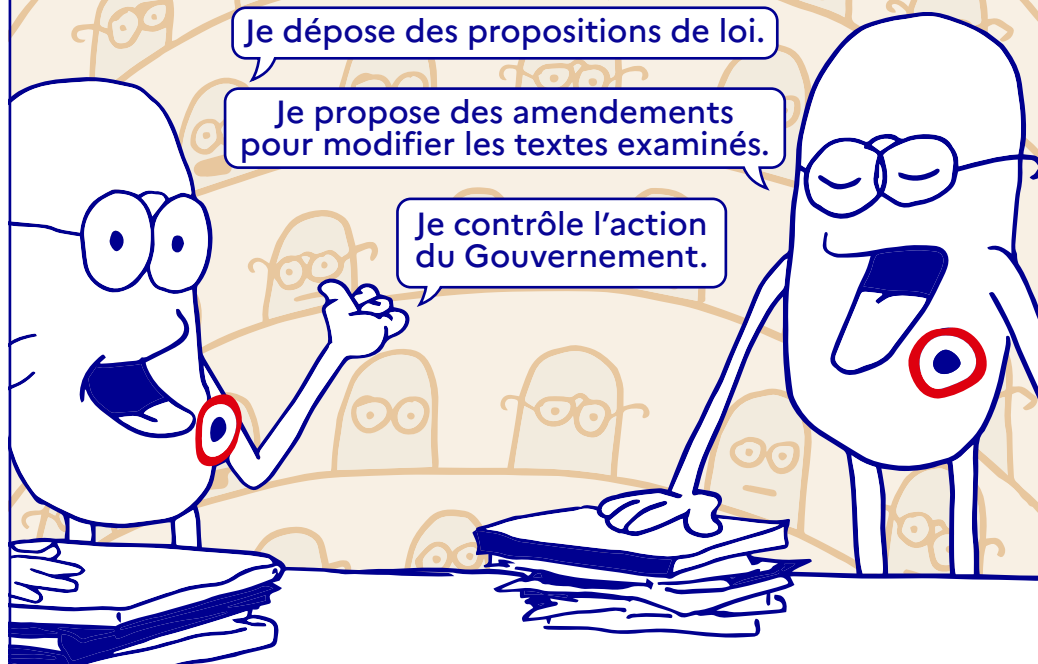 Je dépose des propositions de loi.
Je propose des amendements
pour modifier les textes examinés.
Je contrôle l’action
du Gouvernement.